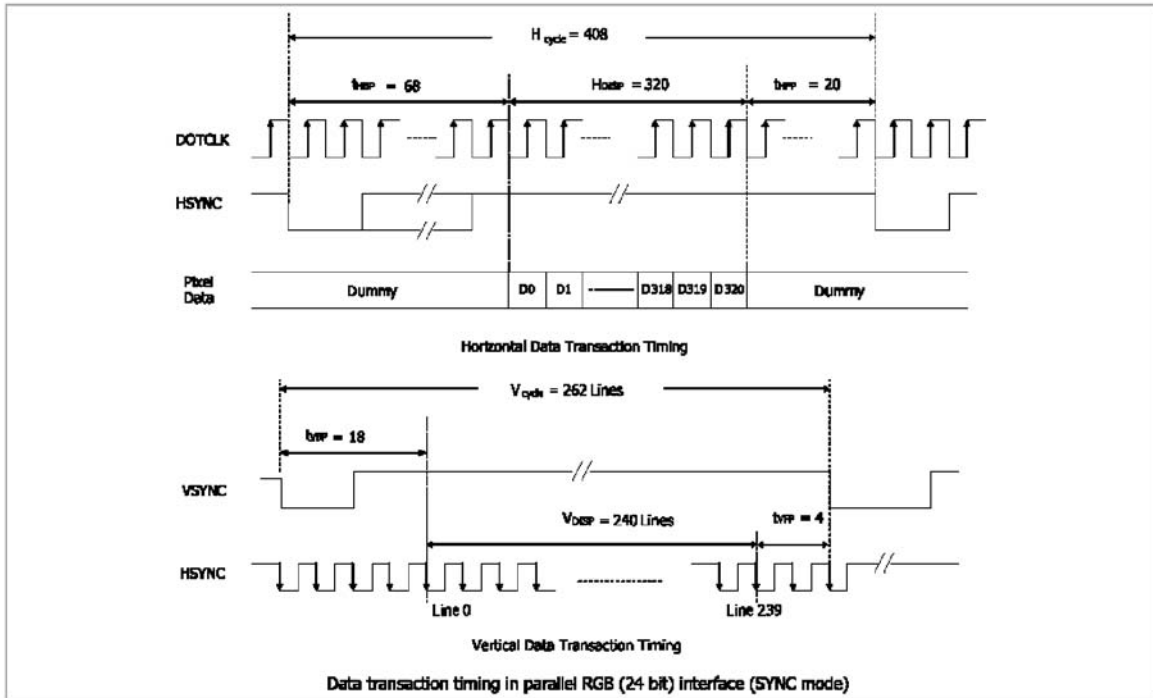 H cycle = 408
tHBP = 68
HDISP = 320
tHFP = 20
DOTCLK
HSYNC
Pixel Data
Dummy
D0
D1
D318
D319
D320
Dummy
Horizontal Data Transaction Timing
V cycle = 262 Lines
tVBP = 18
VSYNC
VDISP = 240 Lines
tVFP = 4
HSYNC
Line 0
Line 239
Vertical Data Transaction Timing
Data transaction timing in parallel RGB (24 bit) interface (SYNC mode)